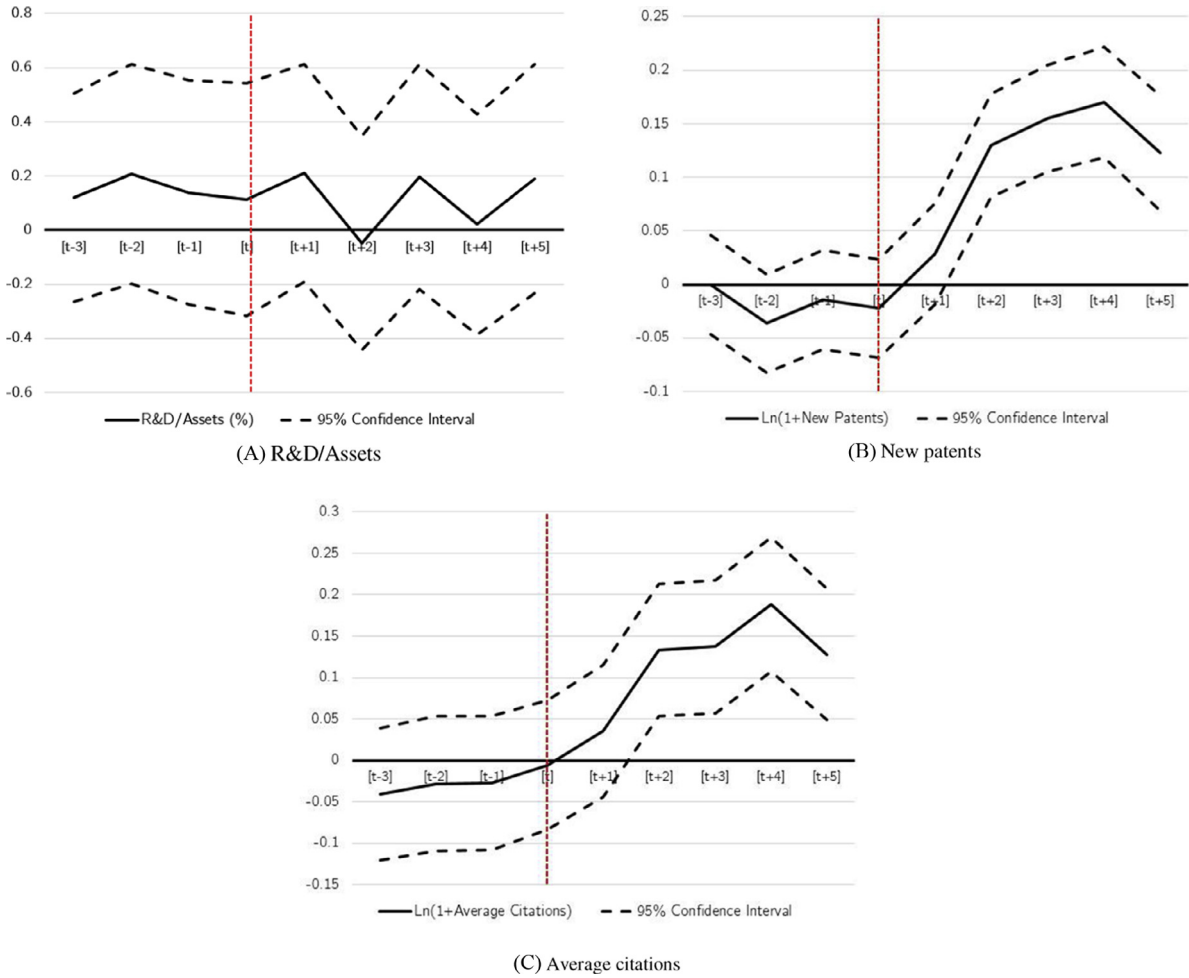 0.8
0.6
0.4
0.2
0
-0.2
-0.4
-0.6
[t-3] [t-2] [t-1] [t] [t+1] [t+2] [t+3] [t+4] [t+5]
R&D/Assets (%) 95% Confidence Interval
(A) R&D/Assets
0.25
0.2
0.15
0.1
0.05
0
-0.05
-0.1
[t-3] [t-2] [t-1] [t] [t+1] [t+2] [t+3] [t+4] [t+5]
Ln(1+New Patents) 95% Confidence Interval
(B) New patents
0.3
0.25
0.2
0.15
0.1
0.05
0
-0.05
-0.1
-0.15
[t-3] [t-2] [t-1] [t] [t+1] [t+2] [t+3] [t+4] [t+5]
Ln(1+Average Citations) 95% Confidence Interval
(C) Average citations